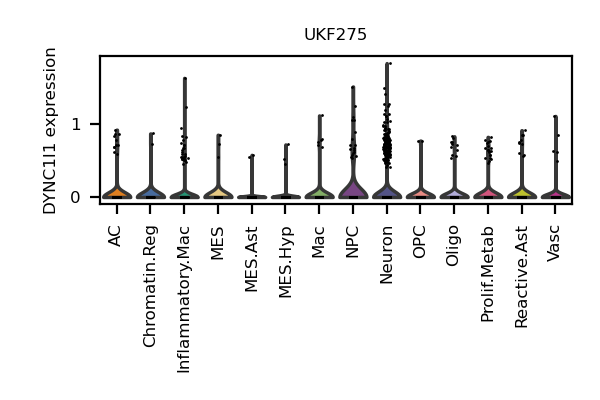 UKF275
DYNC1I1 expression
1
0
AC
Chromatin.Reg
Inflammatory.Mac
MES
MES.Ast
MES.Hyp
Mac
NPC
Neuron
OPC
Oligo
Prolif.Metab
Reactive.Ast
Vasc